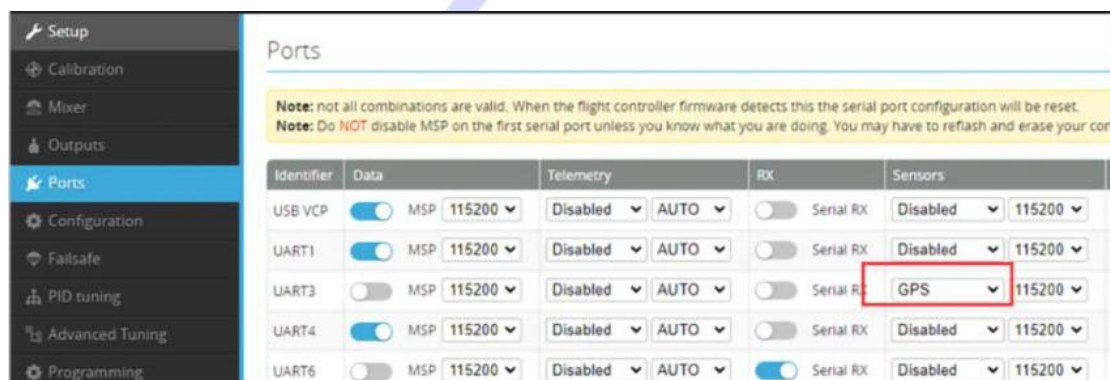 Setup
Calibration
Mixer
Outputs
Ports
Configuration
Failsafe
PID tuning
Advanced Tuning
Programming
Ports
Note: not all combinations are valid. When the flight controller firmware detects this the serial port configuration will be reset.
Note: Do NOT disable MSP on the first serial port unless you know what you are doing. You may have to reflash and erase your
Identifier Data Telemetry RX Sensors
USB VCP MSP 115200 Disabled AUTO Serial RX Disabled 115200
UART1 MSP 115200 Disabled AUTO Serial RX Disabled 115200
UART3 MSP 115200 Disabled AUTO Serial RX GPS 115200
UART4 MSP 115200 Disabled AUTO Serial RX Disabled 115200
UART6 MSP 115200 Disabled AUTO Serial RX Disabled 115200